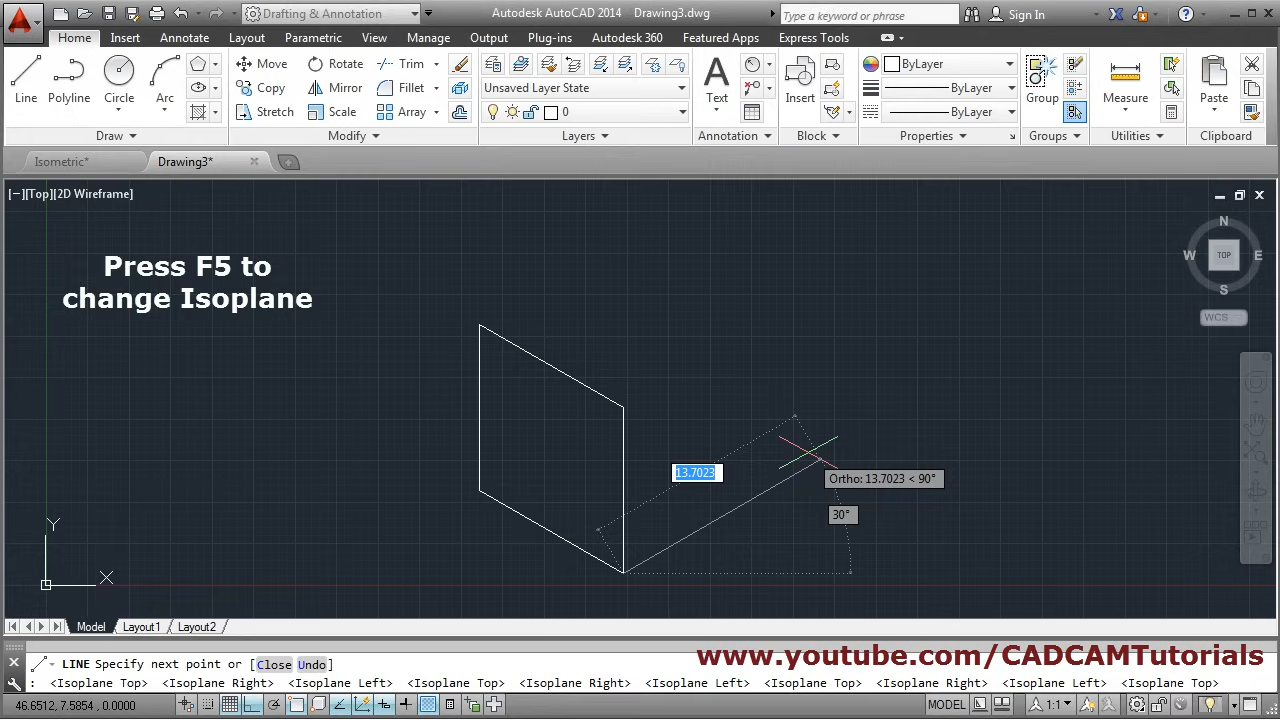 Drafting & Annotation
Autodesk AutoCAD 2014 Drawing3.dwg
Type a keyword or phrase
Sign In
Home Insert Annotate Layout Parametric View Manage Output Plug-ins Autodesk 360 Featured Apps Express Tools
Line Polyline Circle Arc
Move Rotate Trim
Copy Mirror Fillet
Stretch Scale Array
Unsaved Layer State
0
Text
Insert
ByLayer
ByLayer
ByLayer
Group
Measure
Paste
Draw Modify Layers Annotation Block Properties Groups Utilities Clipboard
Isometric* Drawing3*
[−][Top][2D Wireframe]
N
W TOP E
S
WCS
Press F5 to
change Isoplane
13.7023
Ortho: 13.7023 < 90°
30°
Y
X
Model Layout1 Layout2
LINE Specify next point or [Close Undo]
www.youtube.com/CADCAMTutorials
: <Isoplane Top> <Isoplane Right> <Isoplane Left> <Isoplane Top> <Isoplane Right> <Isoplane Left> <Isoplane Top> <Isoplane Right> <Isoplane Left> <Isoplane Top>
46.6512, 7.5854, 0.0000
MODEL
1:1